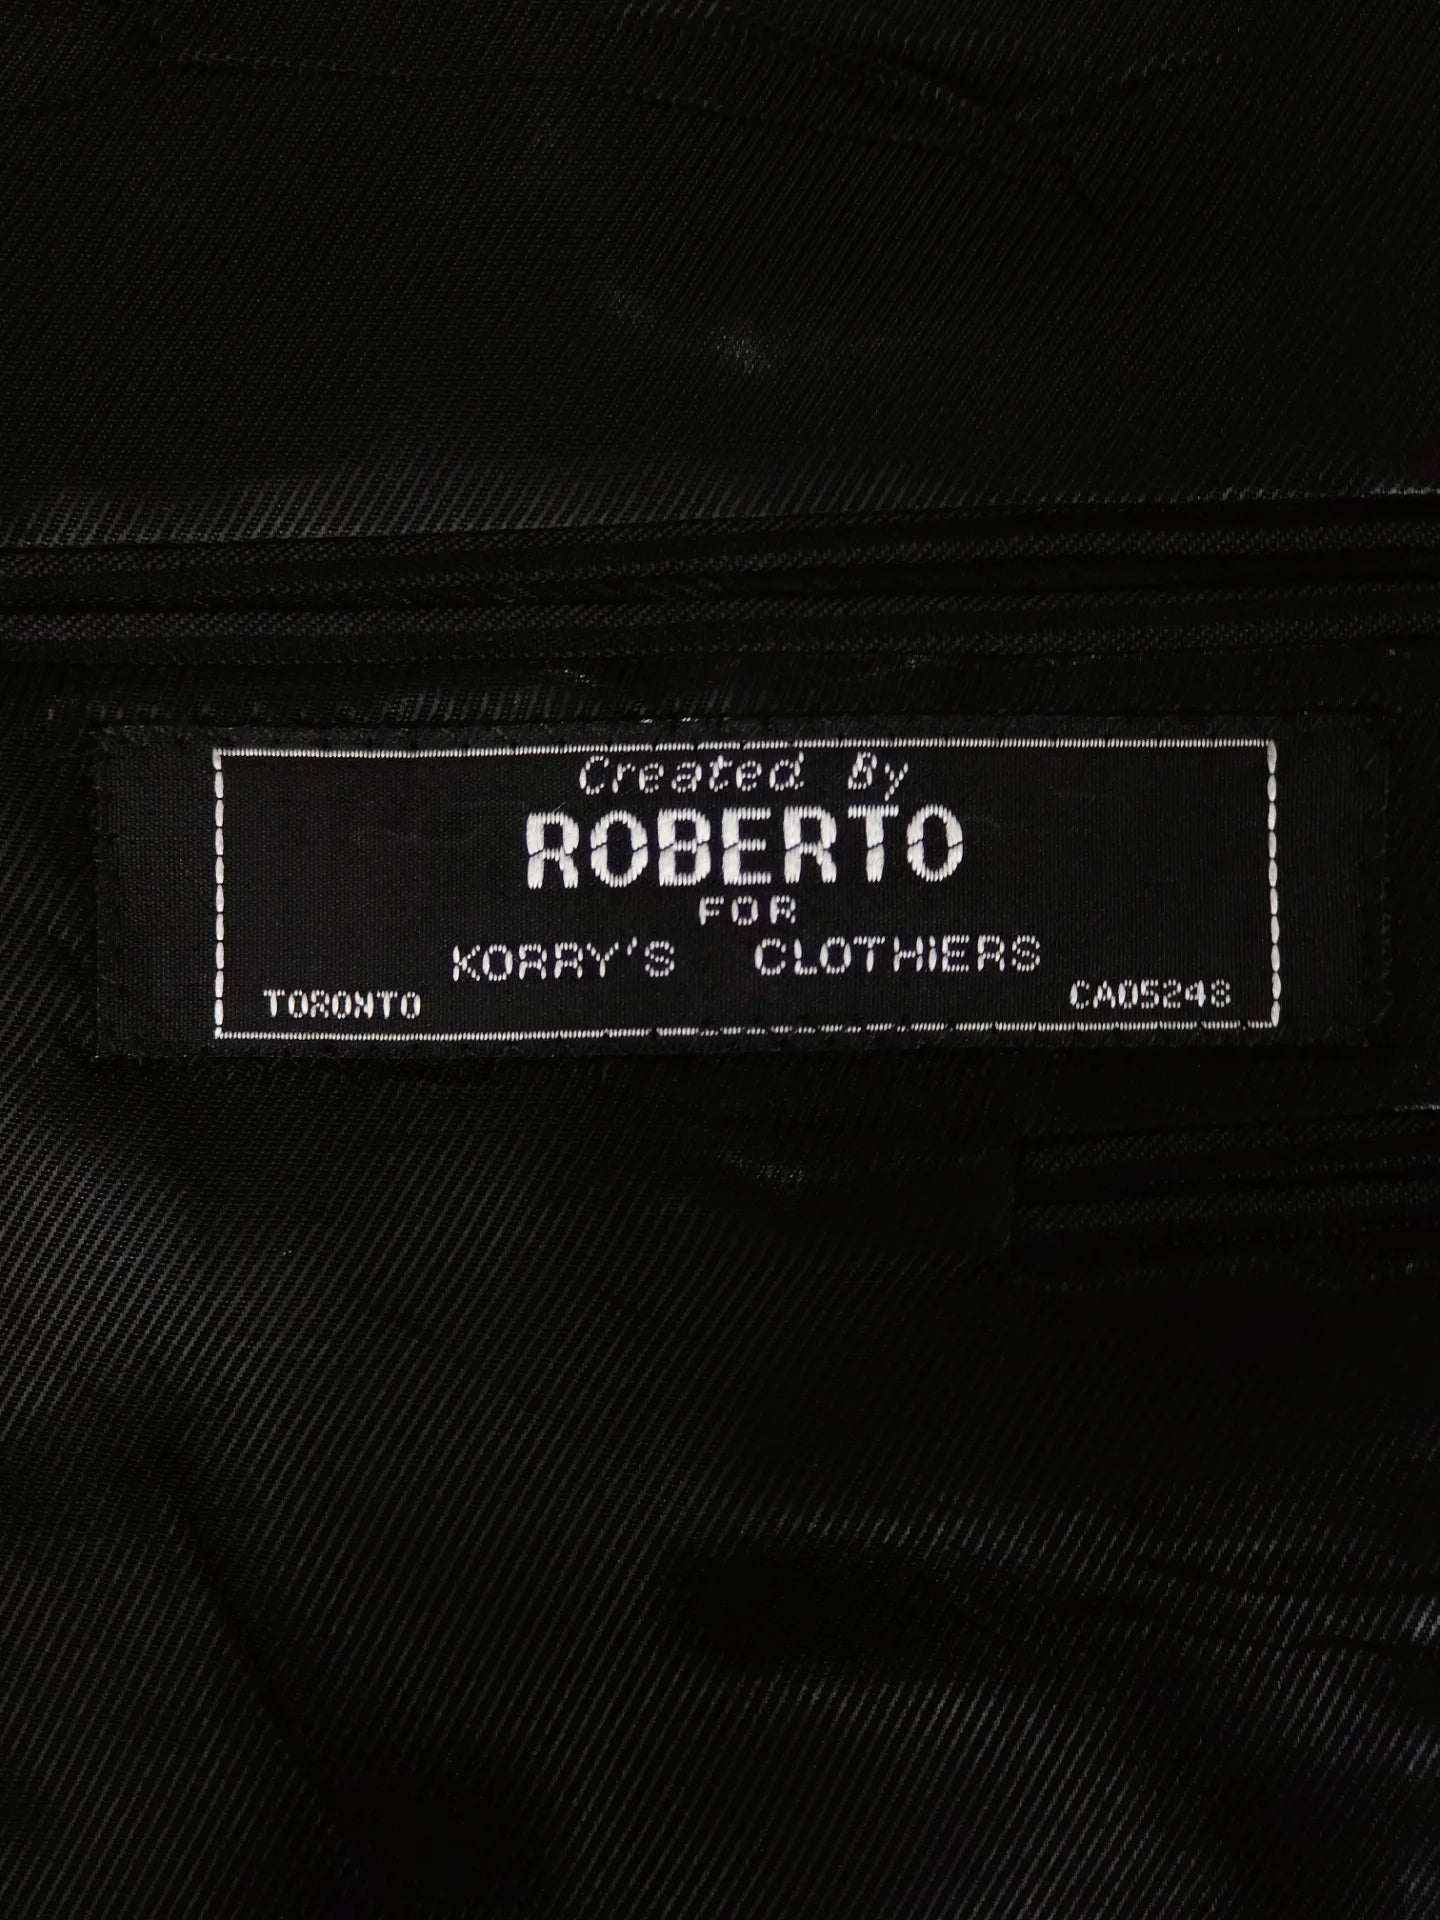 Created By
ROBERTO
FOR
KORRY'S CLOTHIERS
TORONTO CA05248